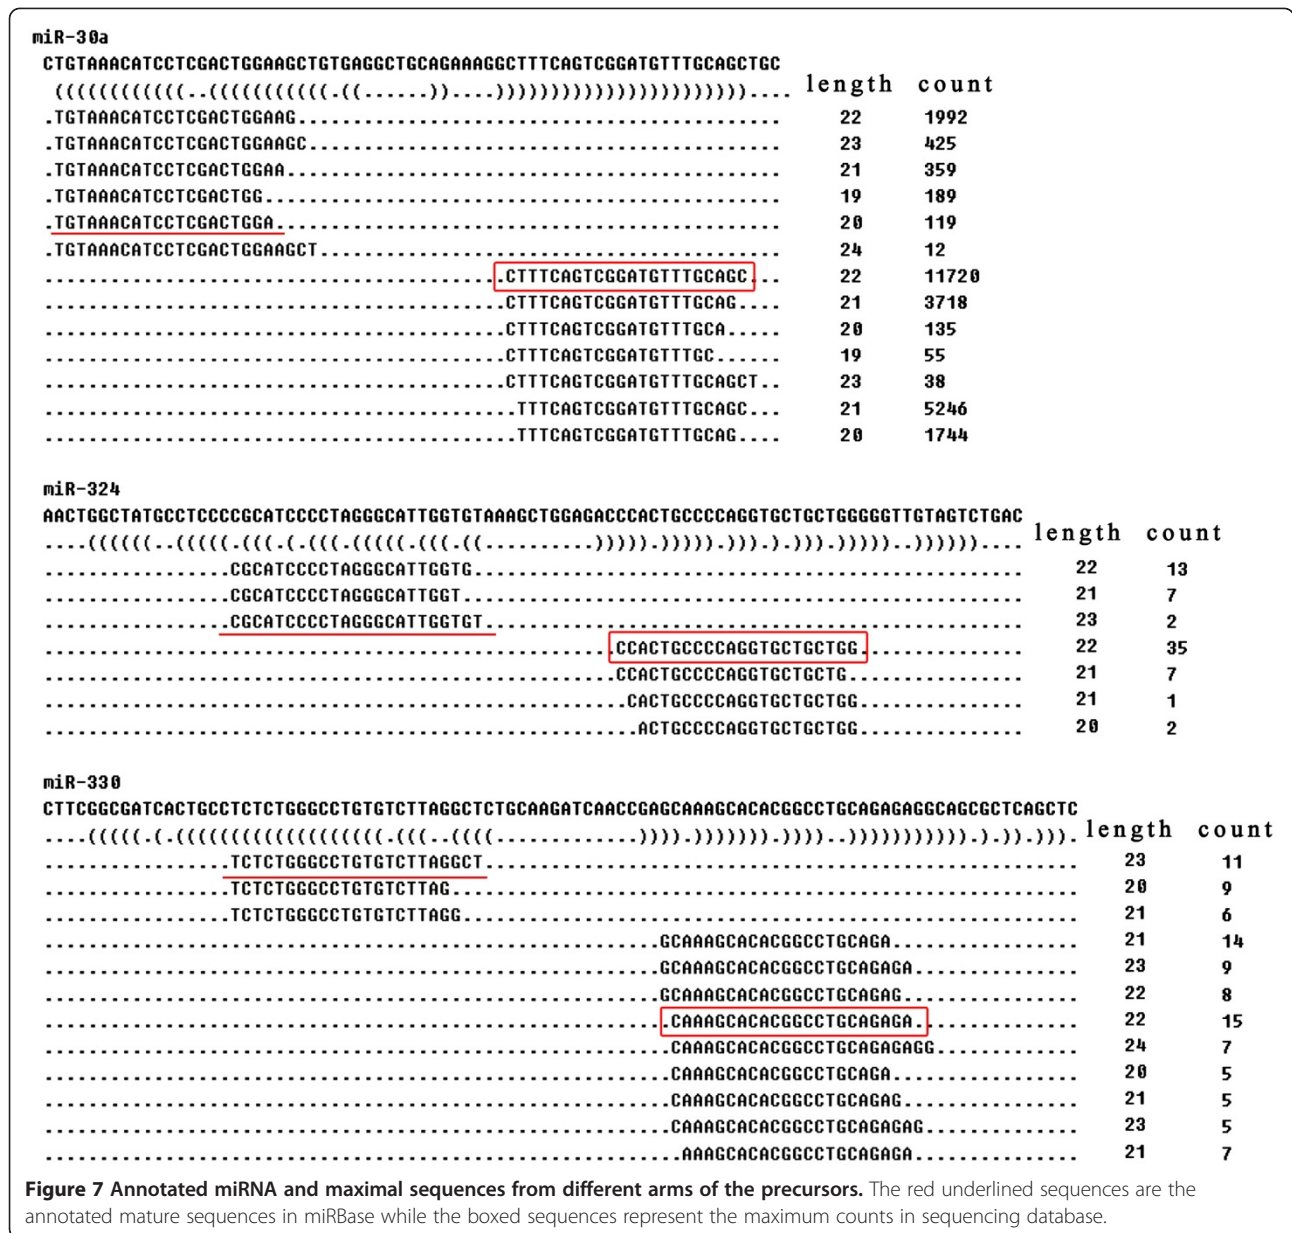 miR-30a
CTGTAAACATCCTCGACTGGAAGCTGTGAGGCTGCAGAAAGGCTTTCAGTCGGATGTTTGCAGCTGC
((((((((((((..(((((((((((.((......))....))))))))))))))))))))))).... length count
.TGTAAACATCCTCGACTGGAAG............................................ 22 1992
.TGTAAACATCCTCGACTGGAAGC........................................... 23 425
.TGTAAACATCCTCGACTGGAA............................................. 21 359
.TGTAAACATCCTCGACTGG............................................... 19 189
.TGTAAACATCCTCGACTGGA.............................................. 20 119
.TGTAAACATCCTCGACTGGAAGCT.......................................... 24 12
..........................................CTTTCAGTCGGATGTTTGCAGC... 22 11720
..........................................CTTTCAGTCGGATGTTTGCAG.... 21 3718
..........................................CTTTCAGTCGGATGTTTGCA..... 20 135
..........................................CTTTCAGTCGGATGTTTGC...... 19 55
..........................................CTTTCAGTCGGATGTTTGCAGCT.. 23 38
...........................................TTTCAGTCGGATGTTTGCAGC... 21 5246
...........................................TTTCAGTCGGATGTTTGCAG.... 20 1744
miR-324
AACTGGCTATGCCTCCCCGCATCCCCTAGGGCATTGGTGTAAAGCTGGAGACCCACTGCCCCAGGTGCTGCTGGGGGTTGTAGTCTGAC
....((((((..(((((.(((.(.(((.(((((.(((.((..........))))).))))).))).).))).)))))..)))))).... length count
.................CGCATCCCCTAGGGCATTGGTG.................................................. 22 13
.................CGCATCCCCTAGGGCATTGGT................................................... 21 7
.................CGCATCCCCTAGGGCATTGGTGT................................................. 23 2
....................................................CCACTGCCCCAGGTGCTGCTGG............... 22 35
....................................................CCACTGCCCCAGGTGCTGCTG................ 21 7
.....................................................CACTGCCCCAGGTGCTGCTGG............... 21 1
......................................................ACTGCCCCAGGTGCTGCTGG............... 20 2
miR-330
CTTCGGCGATCACTGCCTCTCTGGGCCTGTGTCTTAGGCTCTGCAAGATCAACCGAGCAAAGCACACGGCCTGCAGAGAGGCAGCGCTCAGCTC
....(((((.(.(((((((((((((((((((.(((..((((.............)))).))))))).))))..))))))))))).).)).))). length count
.................TCTCTGGGCCTGTGTCTTAGGCT...................................................... 23 11
.................TCTCTGGGCCTGTGTCTTAG......................................................... 20 9
.................TCTCTGGGCCTGTGTCTTAGG........................................................ 21 6
........................................................GCAAAGCACACGGCCTGCAGA................. 21 14
........................................................GCAAAGCACACGGCCTGCAGAGA............... 23 9
........................................................GCAAAGCACACGGCCTGCAGAG................ 22 8
.........................................................CAAAGCACACGGCCTGCAGAGA............... 22 15
.........................................................CAAAGCACACGGCCTGCAGAGAGG............. 24 7
.........................................................CAAAGCACACGGCCTGCAGA................. 20 5
.........................................................CAAAGCACACGGCCTGCAGAG................ 21 5
.........................................................CAAAGCACACGGCCTGCAGAGAG.............. 23 5
..........................................................AAAGCACACGGCCTGCAGAGA............... 21 7
Figure 7 Annotated miRNA and maximal sequences from different arms of the precursors. The red underlined sequences are the
annotated mature sequences in miRBase while the boxed sequences represent the maximum counts in sequencing database.